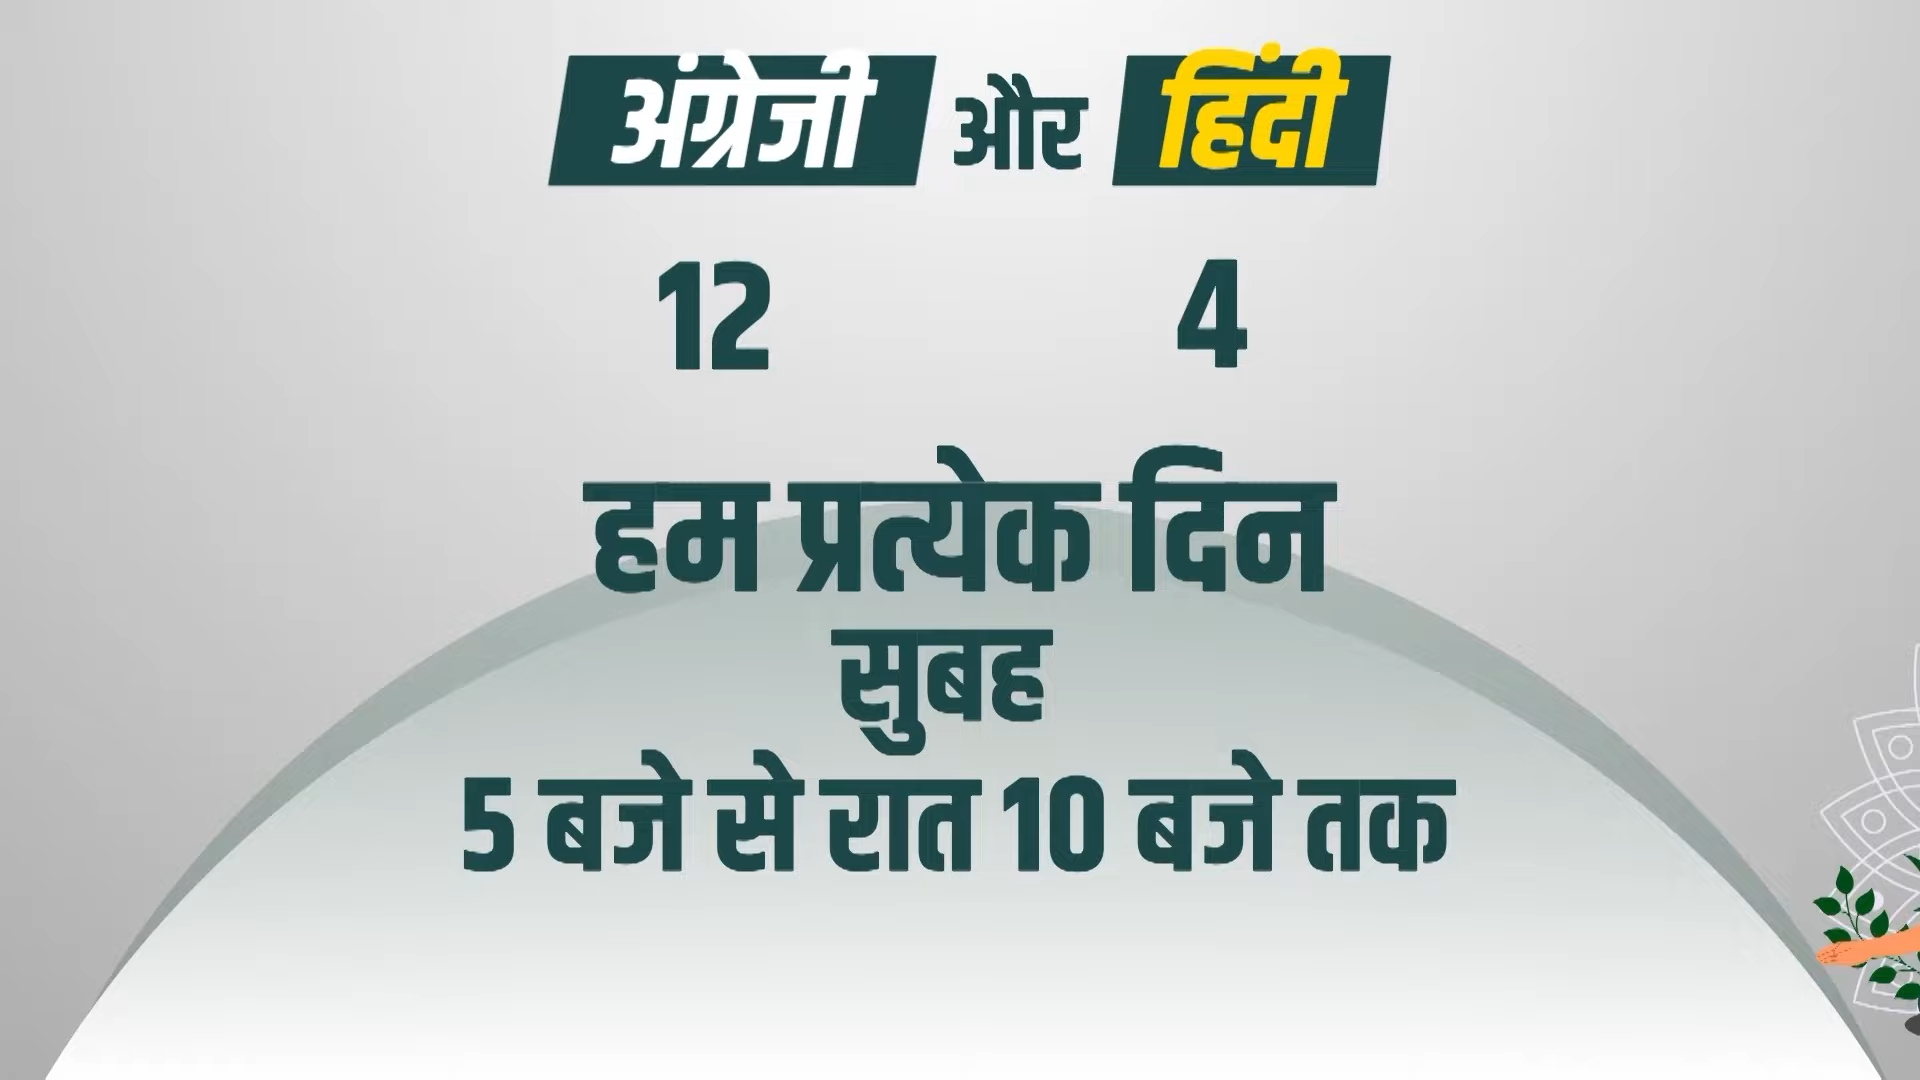 अंग्रेजी और हिंदी
12 4
हम प्रत्येक दिन
सुबह
5 बजे से रात 10 बजे तक